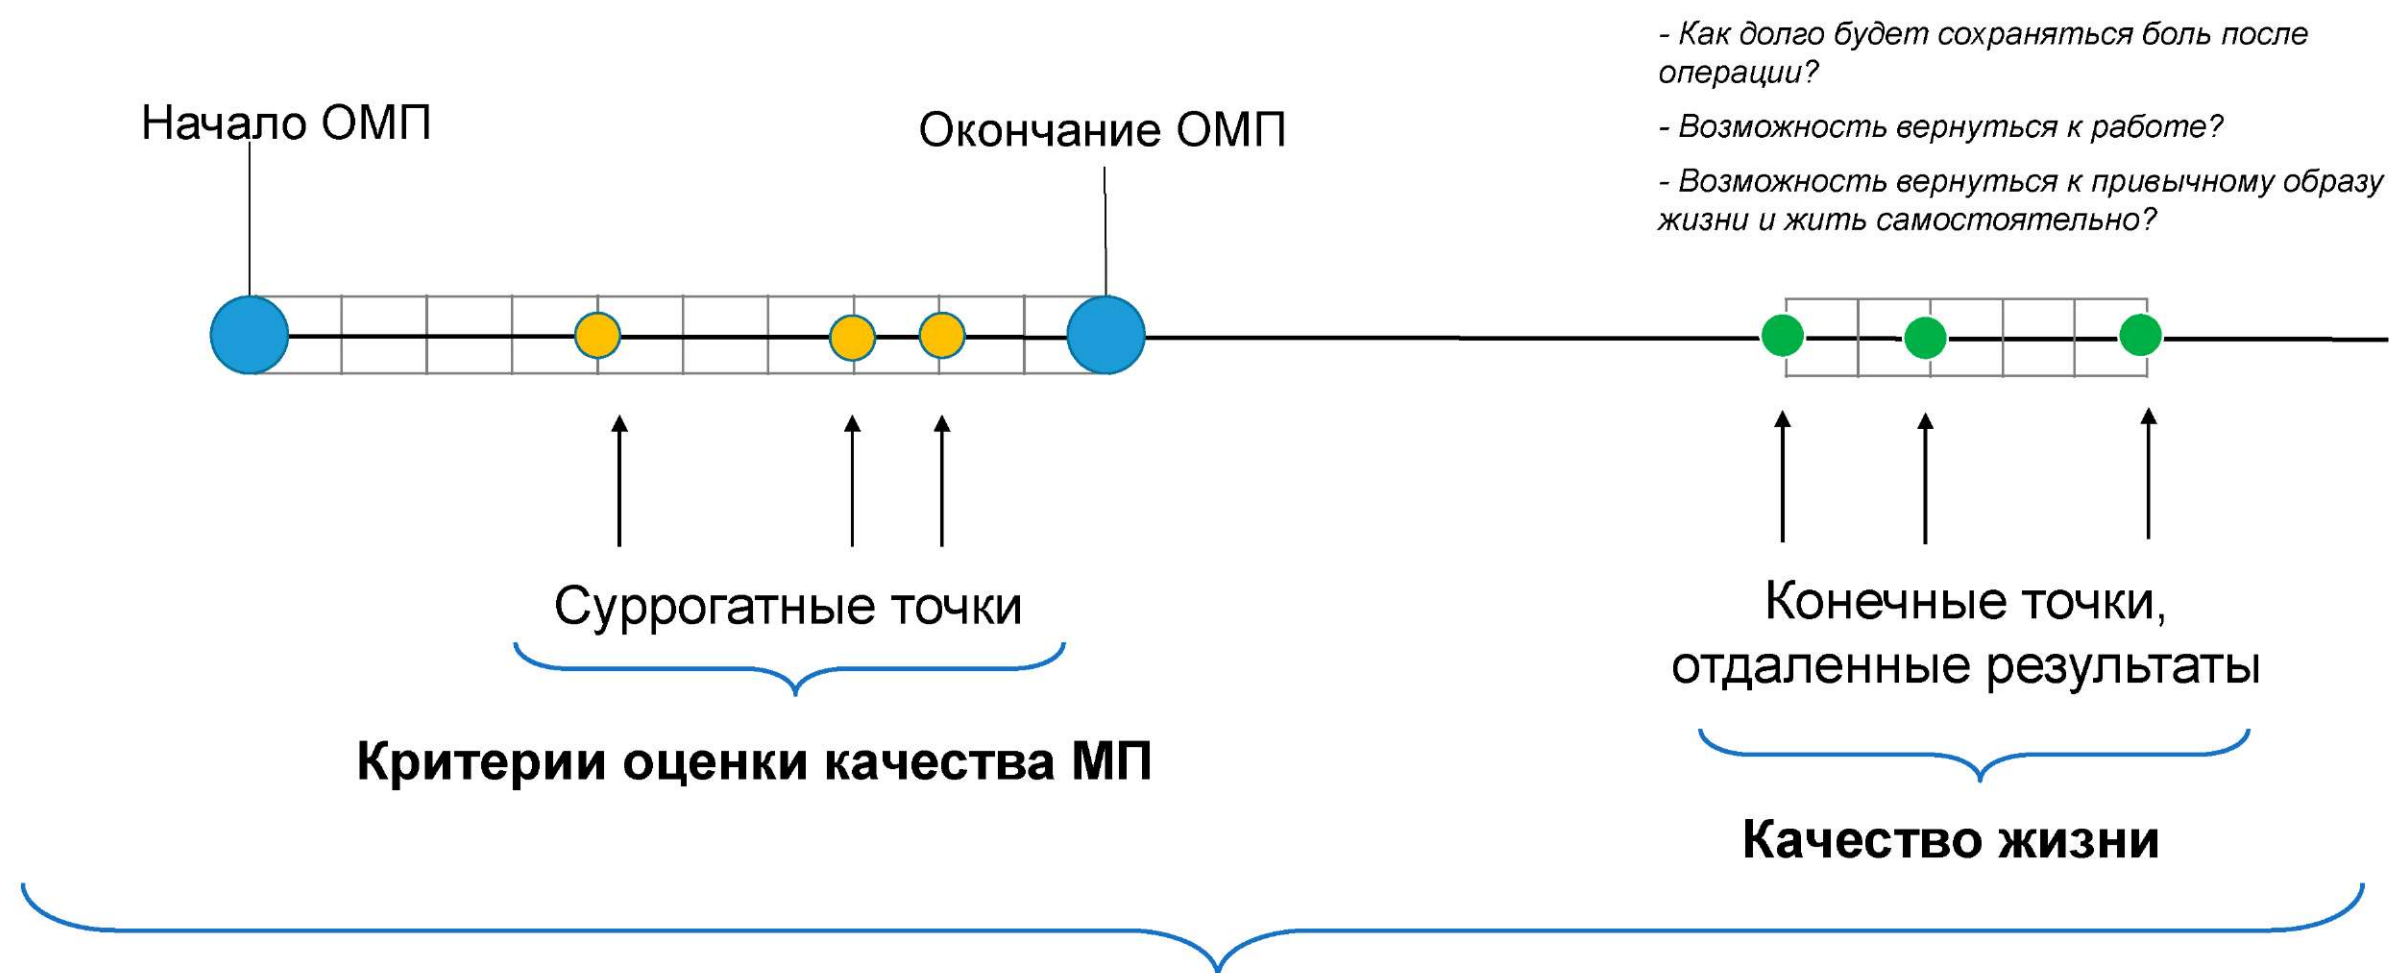 - Как долго будет сохраняться боль после
операции?
- Возможность вернуться к работе?
- Возможность вернуться к привычному образу
жизни и жить самостоятельно?
Начало ОМП
Окончание ОМП
Суррогатные точки
Критерии оценки качества МП
Конечные точки,
отдаленные результаты
Качество жизни